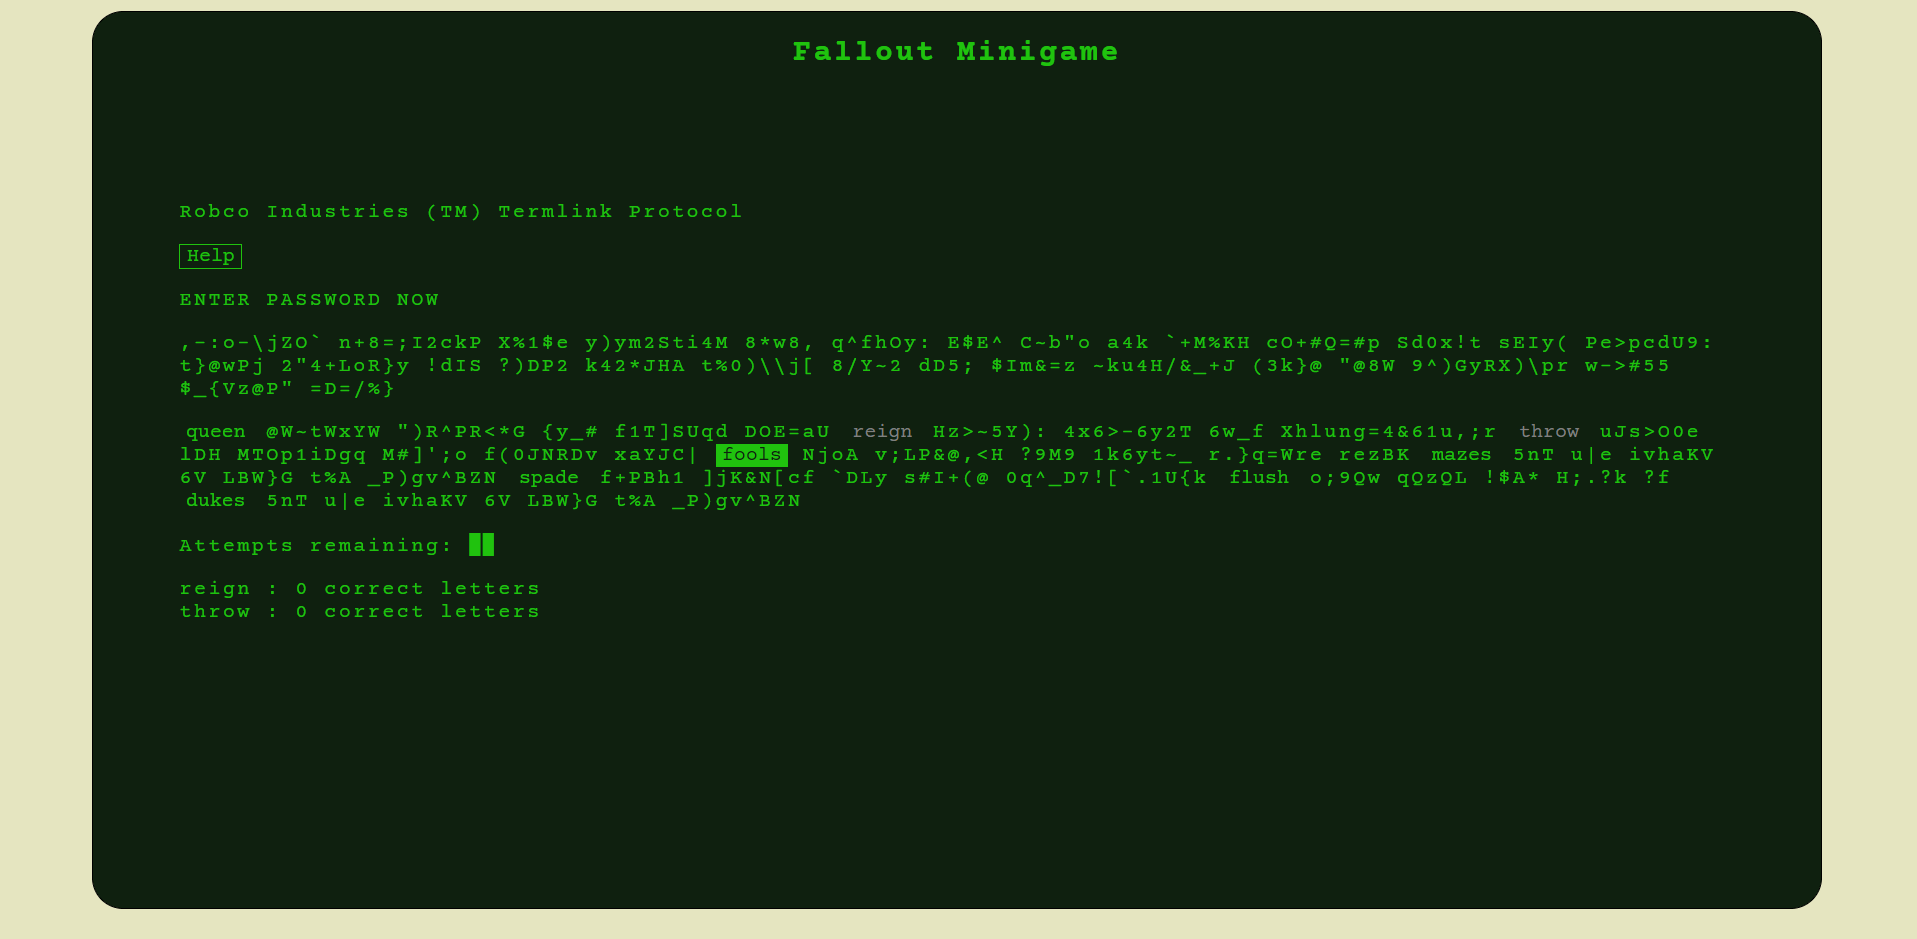 Fallout Minigame
Robco Industries (TM) Termlink Protocol
Help
ENTER PASSWORD NOW
,-:o-\jZO` n+8=;I2ckP X%1$e y)ym2Sti4M 8*w8, q^fhOy: E$E^ C~b"o a4k `+M%KH cO+#Q=#p Sd0x!t sEIy( Pe>pcdU9:
t}@wPj 2"4+LoR}y !dIS ?)DP2 k42*JHA t%0)\\j[ 8/Y~2 dD5; $Im&=z ~ku4H/&_+J (3k}@ "@8W 9^)GyRX)\pr w->#55
$_{Vz@P" =D=/%}
queen @W~tWxYW ")R^PR<*G {y_# f1T]SUqd DOE=aU reign Hz>~5Y): 4x6>-6y2T 6w_f Xhlung=4&61u,;r throw uJs>O0e
lDH MTOp1iDgq M#]';o f(0JNRDv xaYJC| fools NjoA v;LP&@,<H ?9M9 1k6yt~_ r.}q=Wre rezBK mazes 5nT u|e ivhaKV
6V LBW}G t%A _P)gv^BZN spade f+PBh1 ]jK&N[cf `DLy s#I+(@ 0q^_D7![`.1U{k flush o;9Qw qQzQL !$A* H;.?k ?f
dukes 5nT u|e ivhaKV 6V LBW}G t%A _P)gv^BZN
Attempts remaining:
reign : 0 correct letters
throw : 0 correct letters